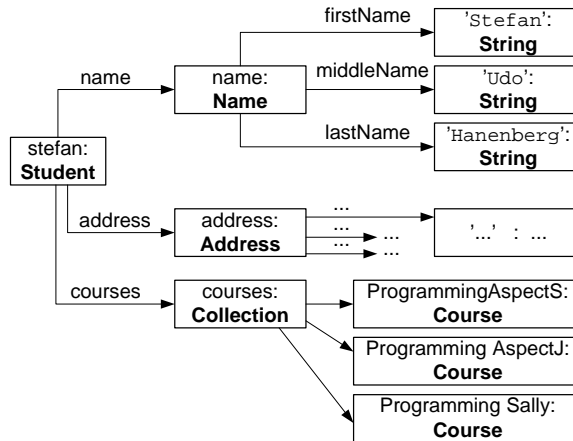 firstName
'Stefan':
String
name
name:
Name
middleName
'Udo':
String
lastName
'Hanenberg':
String
stefan:
Student
address
address:
Address
...
... ...
... ...
'...' : ...
courses
courses:
Collection
ProgrammingAspectS:
Course
Programming AspectJ:
Course
Programming Sally:
Course